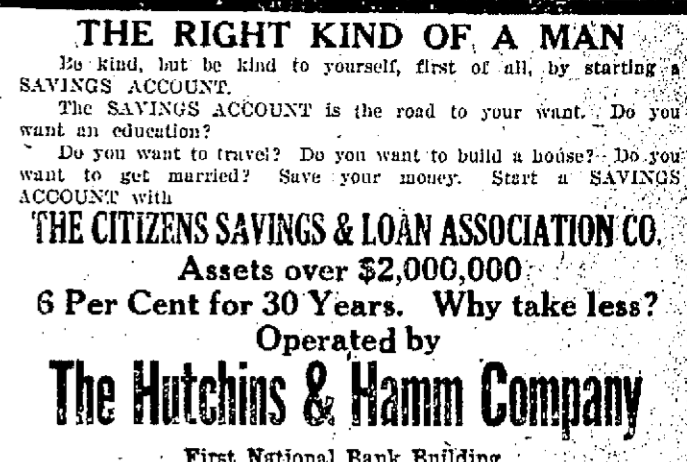 THE RIGHT KIND OF A MAN
Be kind, but be kind to yourself, first of all, by starting a
SAVINGS ACCOUNT.
The SAVINGS ACCOUNT is the road to your want. Do you
want an education?
Do you want to travel? Do you want to build a house? Do you
want to get married? Save your money. Start a SAVINGS
ACCOUNT with
THE CITIZENS SAVINGS & LOAN ASSOCIATION CO.
Assets over $2,000,000
6 Per Cent for 30 Years. Why take less?
Operated by
The Hutchins & Hamm Company
First National Bank Building